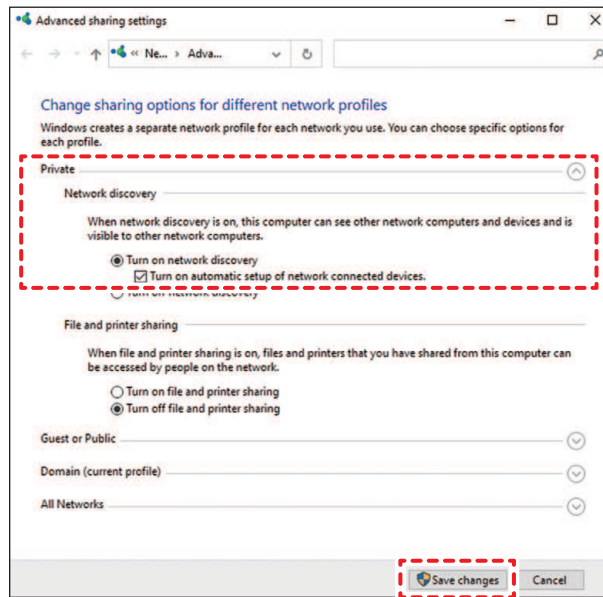 Advanced sharing settings
« Ne... › Adva...
Change sharing options for different network profiles
Windows creates a separate network profile for each network you use. You can choose specific options for
each profile.
Private
Network discovery
When network discovery is on, this computer can see other network computers and devices and is
visible to other network computers.
Turn on network discovery
Turn on automatic setup of network connected devices.
Turn off network discovery
File and printer sharing
When file and printer sharing is on, files and printers that you have shared from this computer can
be accessed by people on the network.
Turn on file and printer sharing
Turn off file and printer sharing
Guest or Public
Domain (current profile)
All Networks
Save changes Cancel